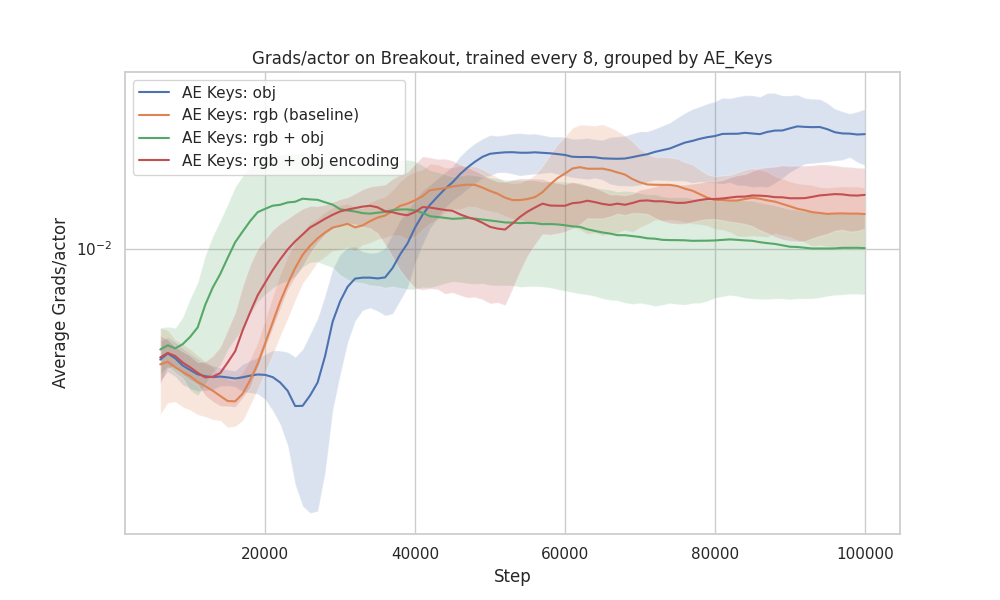 Grads/actor on Breakout, trained every 8, grouped by AE_Keys
AE Keys: obj
AE Keys: rgb (baseline)
AE Keys: rgb + obj
AE Keys: rgb + obj encoding
Average Grads/actor
10⁻²
20000 40000 60000 80000 100000
Step